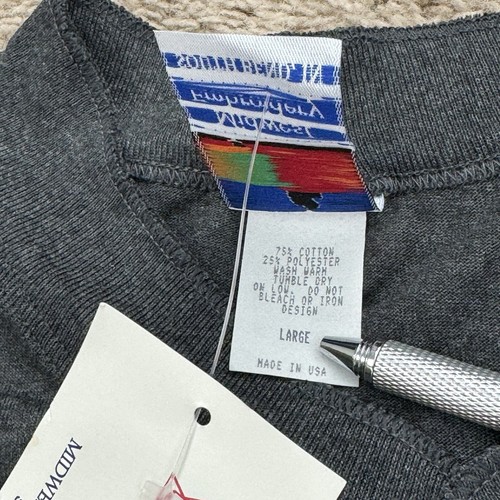 Midwest
Embroidery
SOUTH BEND, IN
75% COTTON
25% POLYESTER
WASH WARM
TUMBLE DRY
ON LOW. DO NOT
BLEACH OR IRON
DESIGN
LARGE
MADE IN USA
MIDWE